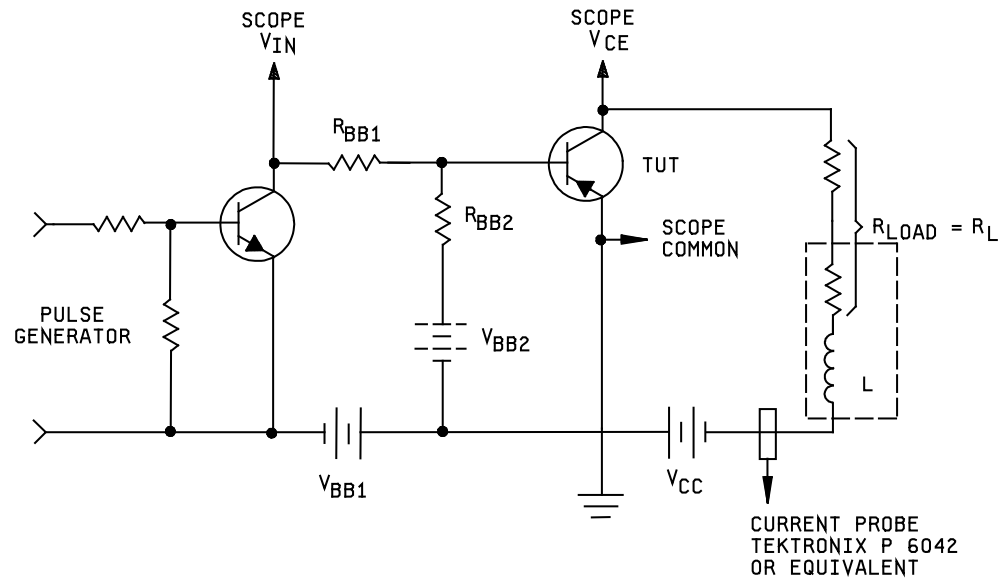 SCOPE
VIN
SCOPE
VCE
RBB1
TUT
RBB2
SCOPE
COMMON
RLOAD = RL
PULSE
GENERATOR
VBB2
L
VBB1
VCC
CURRENT PROBE
TEKTRONIX P 6042
OR EQUIVALENT